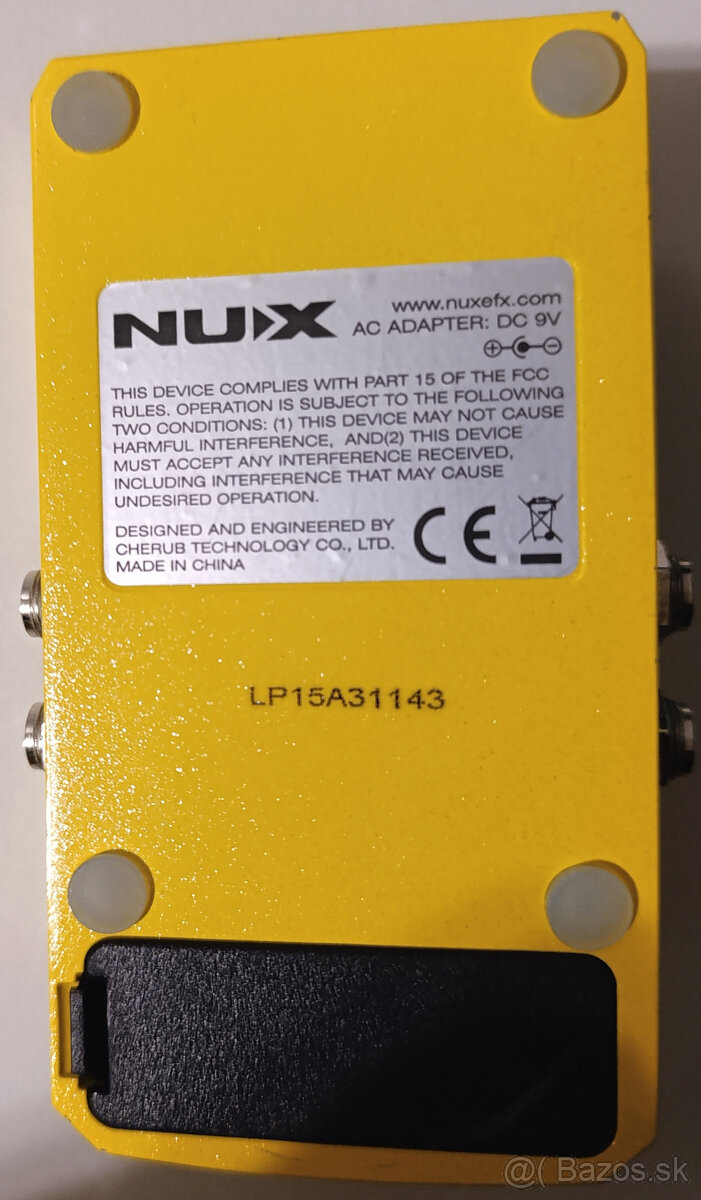 NUX
www.nuxefx.com
AC ADAPTER: DC 9V
THIS DEVICE COMPLIES WITH PART 15 OF THE FCC
RULES. OPERATION IS SUBJECT TO THE FOLLOWING
TWO CONDITIONS: (1) THIS DEVICE MAY NOT CAUSE
HARMFUL INTERFERENCE, AND(2) THIS DEVICE
MUST ACCEPT ANY INTERFERENCE RECEIVED,
INCLUDING INTERFERENCE THAT MAY CAUSE
UNDESIRED OPERATION.
DESIGNED AND ENGINEERED BY
CHERUB TECHNOLOGY CO., LTD.
MADE IN CHINA
CE
LP15A31143
@( Bazos.sk